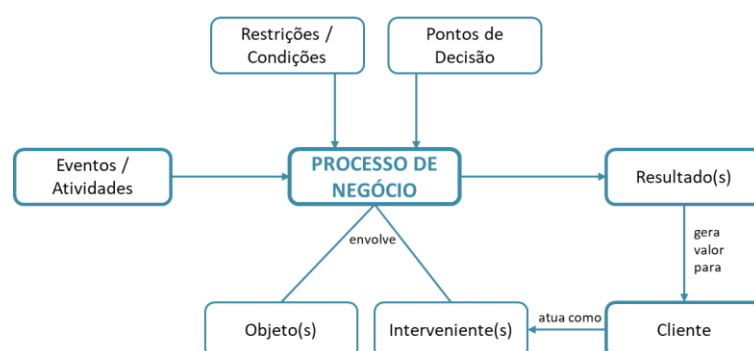 Restrições /
Condições
Pontos de
Decisão
Eventos /
Atividades
PROCESSO DE
NEGÓCIO
Resultado(s)
envolve
gera
valor
para
Objeto(s)
Interveniente(s)
atua como
Cliente